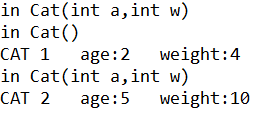 in Cat(int a,int w)
in Cat()
CAT 1   age:2   weight:4
in Cat(int a,int w)
CAT 2   age:5   weight:10